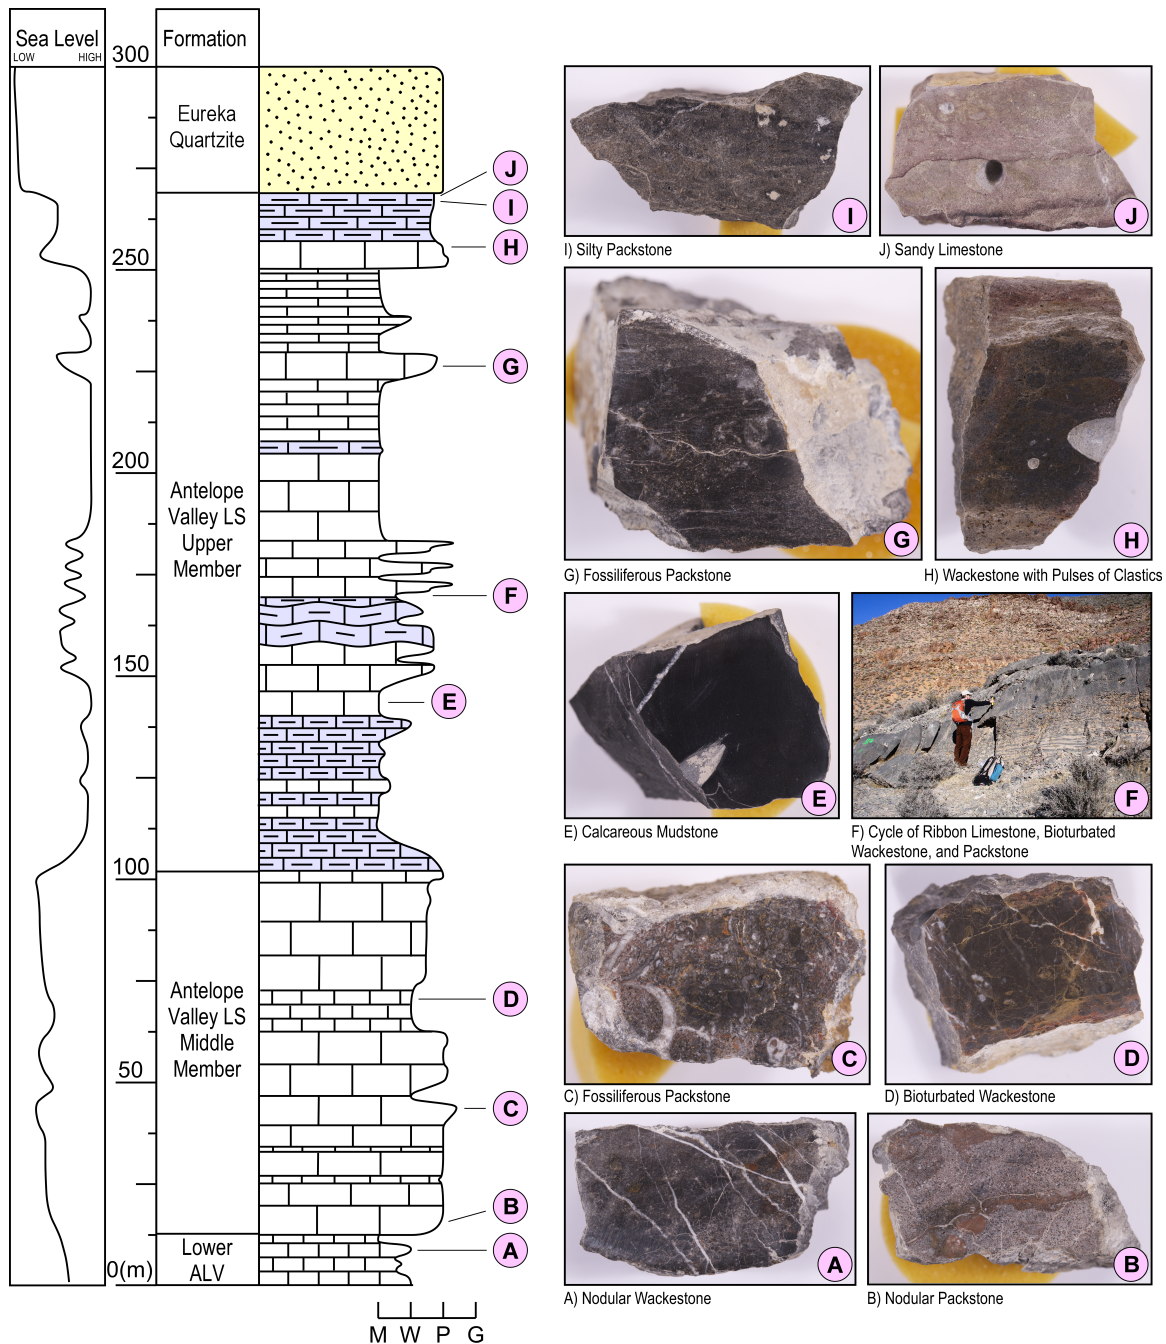 Sea Level
LOW HIGH
Formation
300
250
200
150
100
50
0(m)
Eureka
Quartzite
Antelope
Valley LS
Upper
Member
Antelope
Valley LS
Middle
Member
Lower
ALV
J
I
H
G
F
E
D
C
B
A
M W P G
I
I) Silty Packstone
J
J) Sandy Limestone
G
G) Fossiliferous Packstone
H
H) Wackestone with Pulses of Clastics
E
E) Calcareous Mudstone
F
F) Cycle of Ribbon Limestone, Bioturbated
Wackestone, and Packstone
C
C) Fossiliferous Packstone
D
D) Bioturbated Wackestone
A
A) Nodular Wackestone
B
B) Nodular Packstone